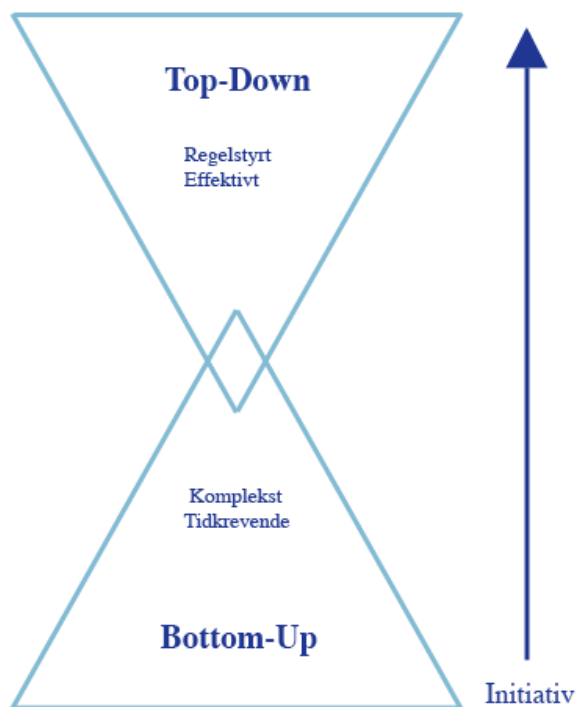 Top-Down
Regelstyrt
Effektivt
Komplekst
Tidkrevende
Bottom-Up
Initiativ